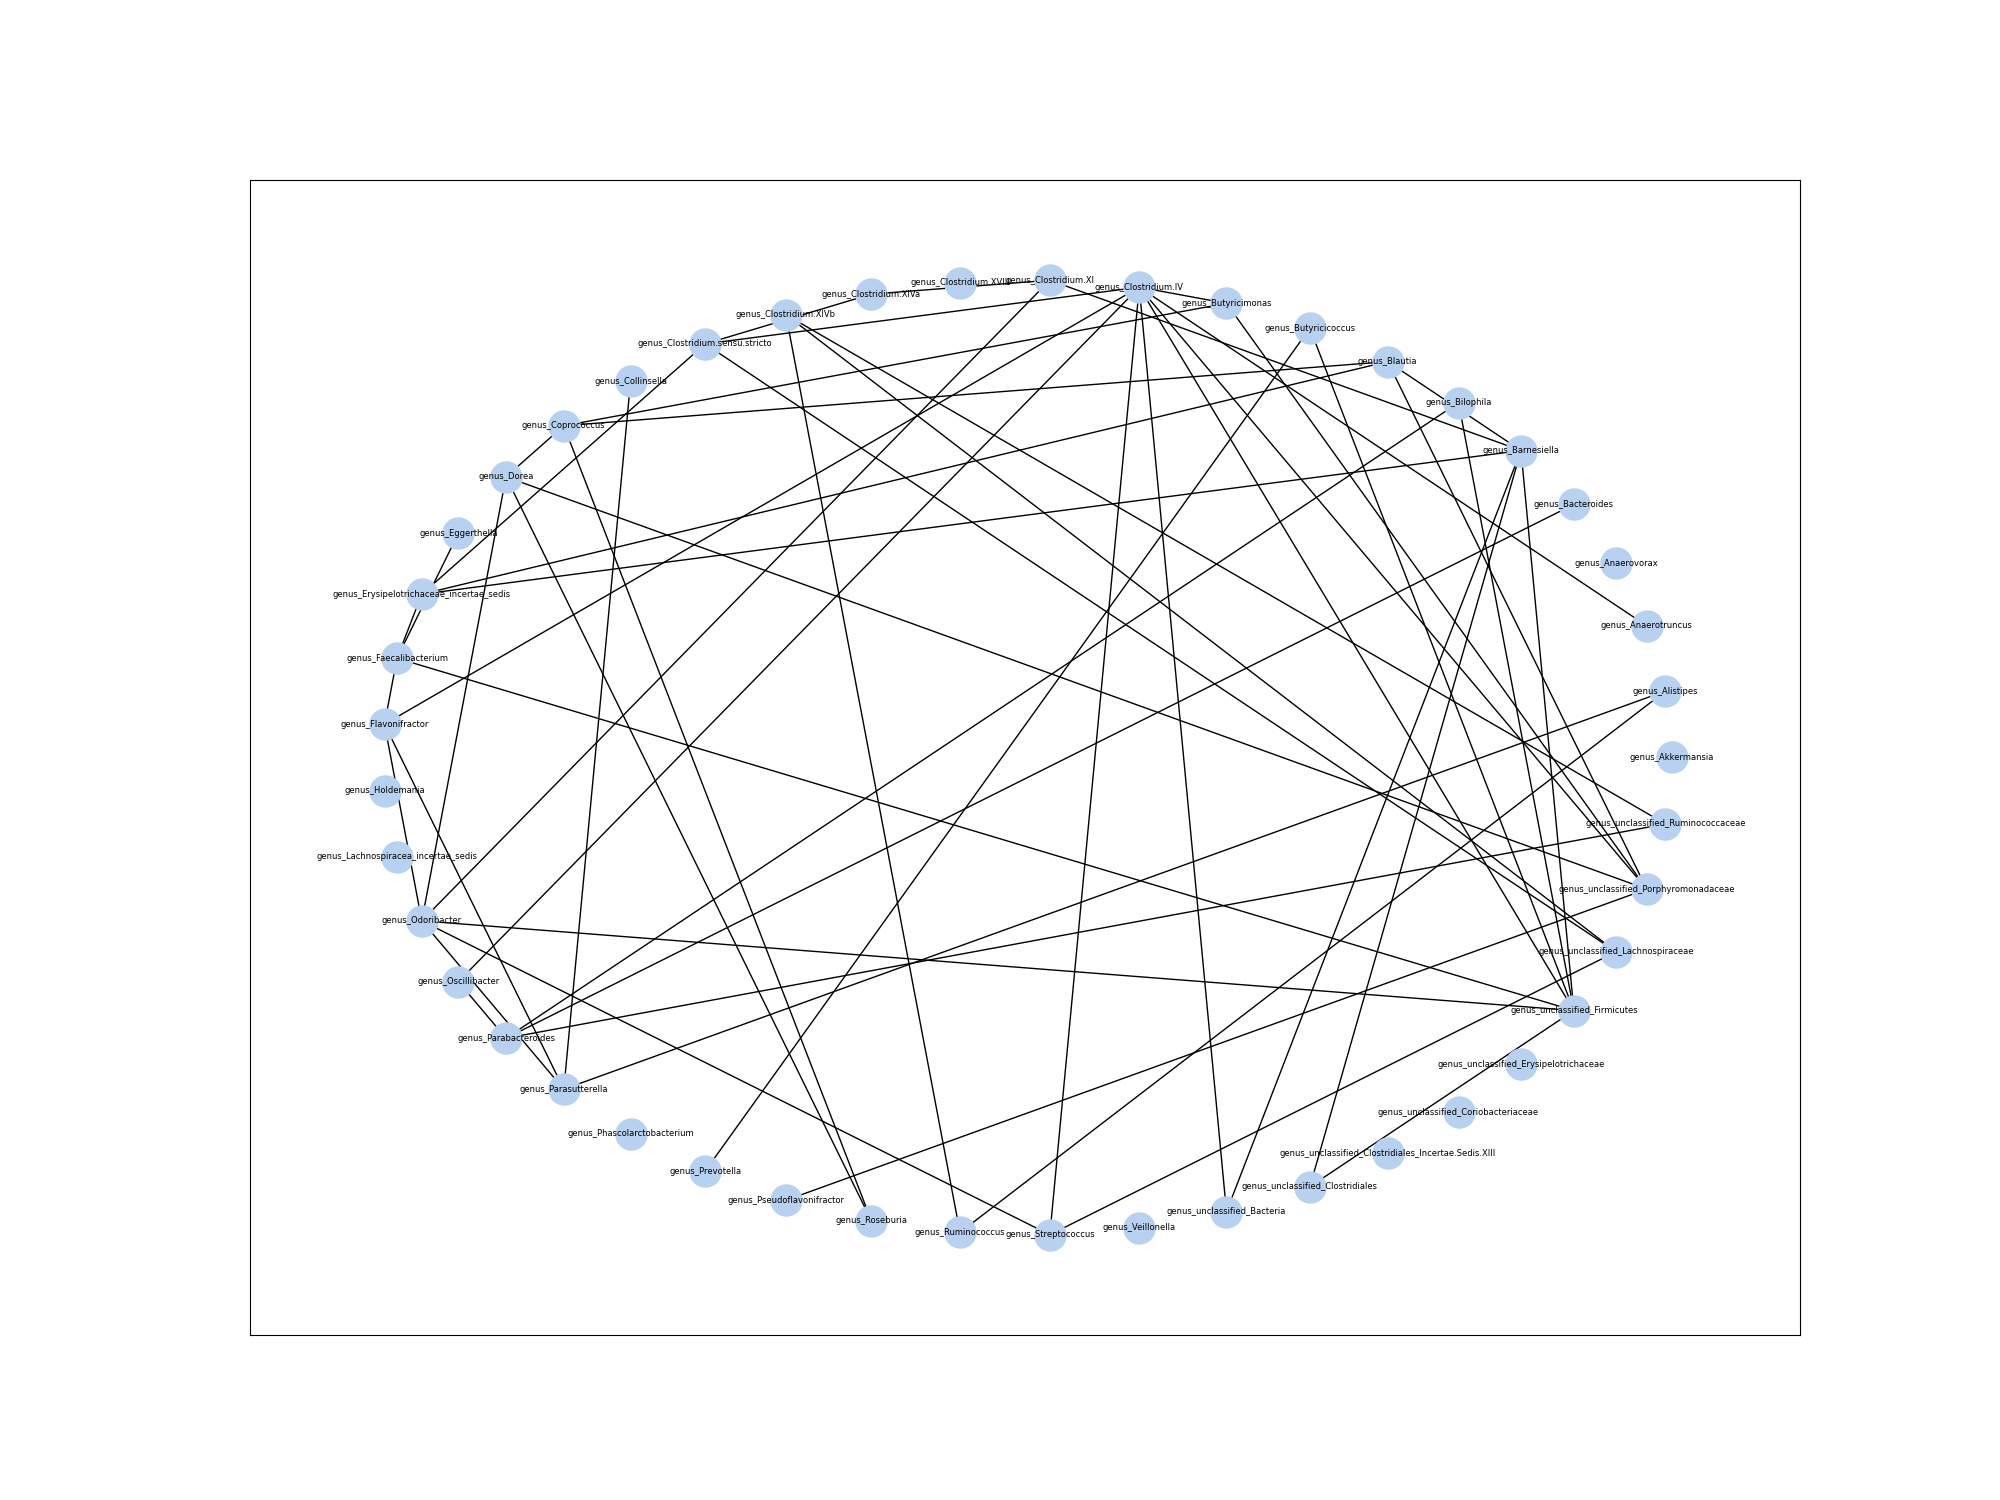 genus_Clostridium.XI
genus_Clostridium.XVIII
genus_Clostridium.IV
genus_Clostridium.XIVa
genus_Butyricimonas
genus_Clostridium.XIVb
genus_Butyricicoccus
genus_Clostridium.sensu.stricto
genus_Blautia
genus_Collinsella
genus_Bilophila
genus_Coprococcus
genus_Barnesiella
genus_Dorea
genus_Bacteroides
genus_Eggerthella
genus_Anaerovorax
genus_Erysipelotrichaceae_incertae_sedis
genus_Anaerotruncus
genus_Faecalibacterium
genus_Alistipes
genus_Flavonifractor
genus_Akkermansia
genus_Holdemania
genus_unclassified_Ruminococcaceae
genus_Lachnospiracea_incertae_sedis
genus_unclassified_Porphyromonadaceae
genus_Odoribacter
genus_unclassified_Lachnospiraceae
genus_Oscillibacter
genus_unclassified_Firmicutes
genus_Parabacteroides
genus_unclassified_Erysipelotrichaceae
genus_Parasutterella
genus_unclassified_Coriobacteriaceae
genus_Phascolarctobacterium
genus_unclassified_Clostridiales_Incertae.Sedis.XIII
genus_Prevotella
genus_unclassified_Clostridiales
genus_Pseudoflavonifractor
genus_unclassified_Bacteria
genus_Roseburia
genus_Veillonella
genus_Ruminococcus
genus_Streptococcus